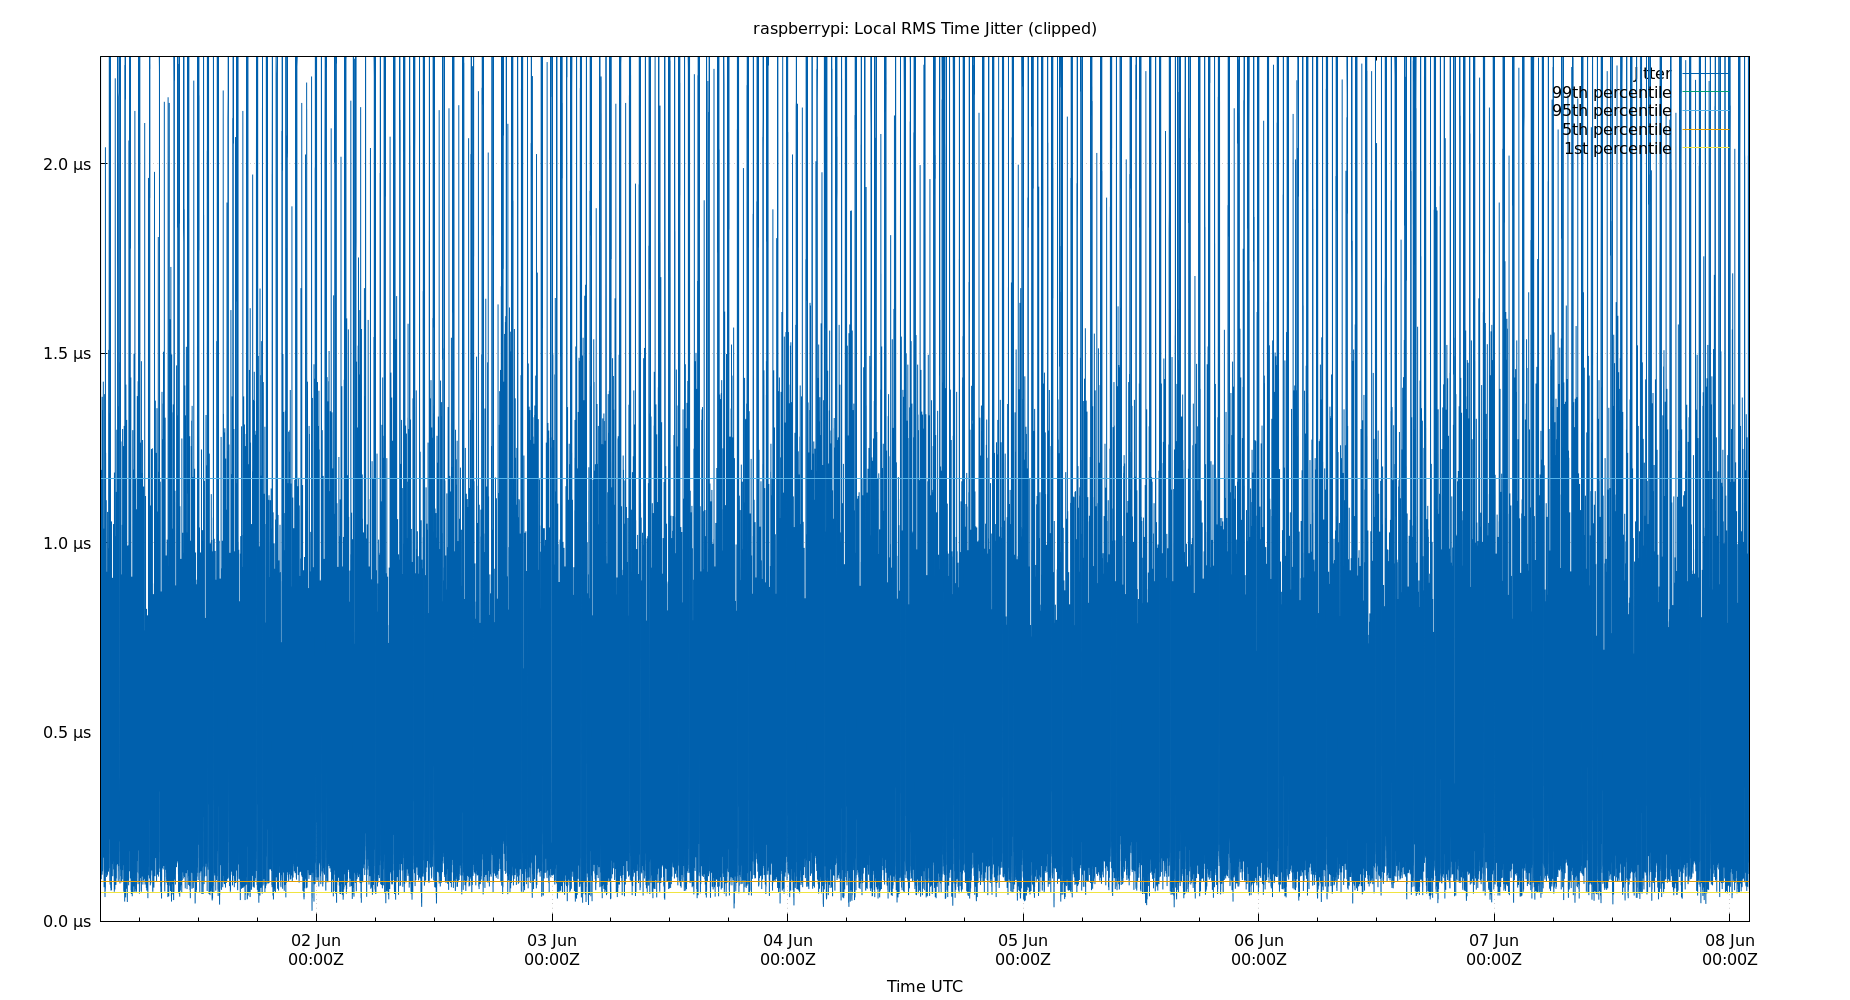 raspberrypi: Local RMS Time Jitter (clipped)
Jitter
99th percentile
95th percentile
5th percentile
1st percentile
2.0 µs
1.5 µs
1.0 µs
0.5 µs
0.0 µs
02 Jun 03 Jun 04 Jun 05 Jun 06 Jun 07 Jun 08 Jun
00:00Z 00:00Z 00:00Z 00:00Z 00:00Z 00:00Z 00:00Z
Time UTC